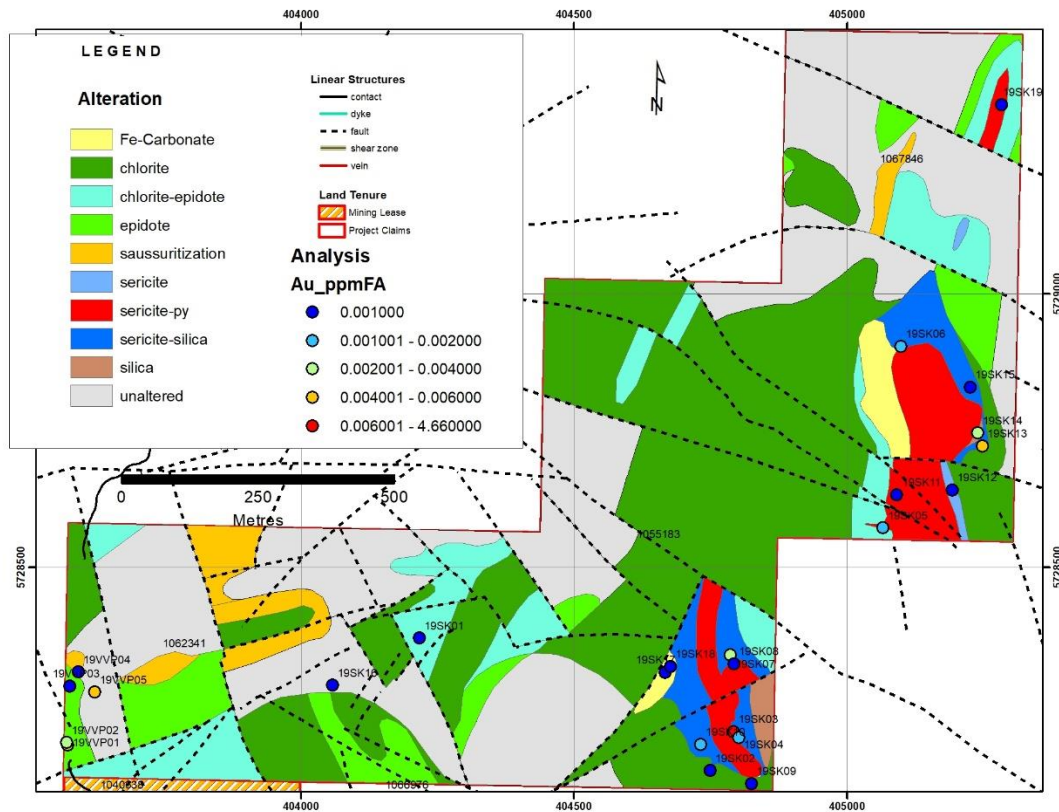 404000
404500
405000
LEGEND
Alteration
Fe-Carbonate
chlorite
chlorite-epidote
epidote
saussuritization
sericite
sericite-py
sericite-silica
silica
unaltered
Linear Structures
contact
dyke
fault
shear zone
vein
Land Tenure
Mining Lease
Project Claims
Analysis
Au_ppmFA
0.001000
0.001001 - 0.002000
0.002001 - 0.004000
0.004001 - 0.006000
0.006001 - 4.660000
N
0
250
500
Metres
19SK19
1067846
5729000
19SK06
19SK15
19SK14
19SK13
19SK11
19SK12
19SK05
1055183
5728500
5728500
19SK01
1062341
19VVP04
19VVP05
19SK16
19SK18
19SK08
19SK07
19SK03
19SK04
19VVP02
19VVP01
19SK02
19SK09
404000
404500
405000